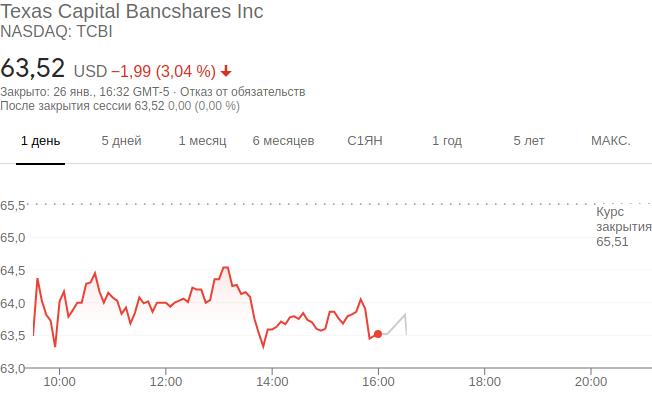 Texas Capital Bancshares Inc
NASDAQ: TCBI
63,52 USD −1,99 (3,04 %)
Закрыто: 26 янв., 16:32 GMT-5 · Отказ от обязательств
После закрытия сессии 63,52 0,00 (0,00 %)
1 день 5 дней 1 месяц 6 месяцев С1ЯН 1 год 5 лет МАКС.
65,5
Курс
закрытия
65,51
65,0
64,5
64,0
63,5
63,0
10:00 12:00 14:00 16:00 18:00 20:00